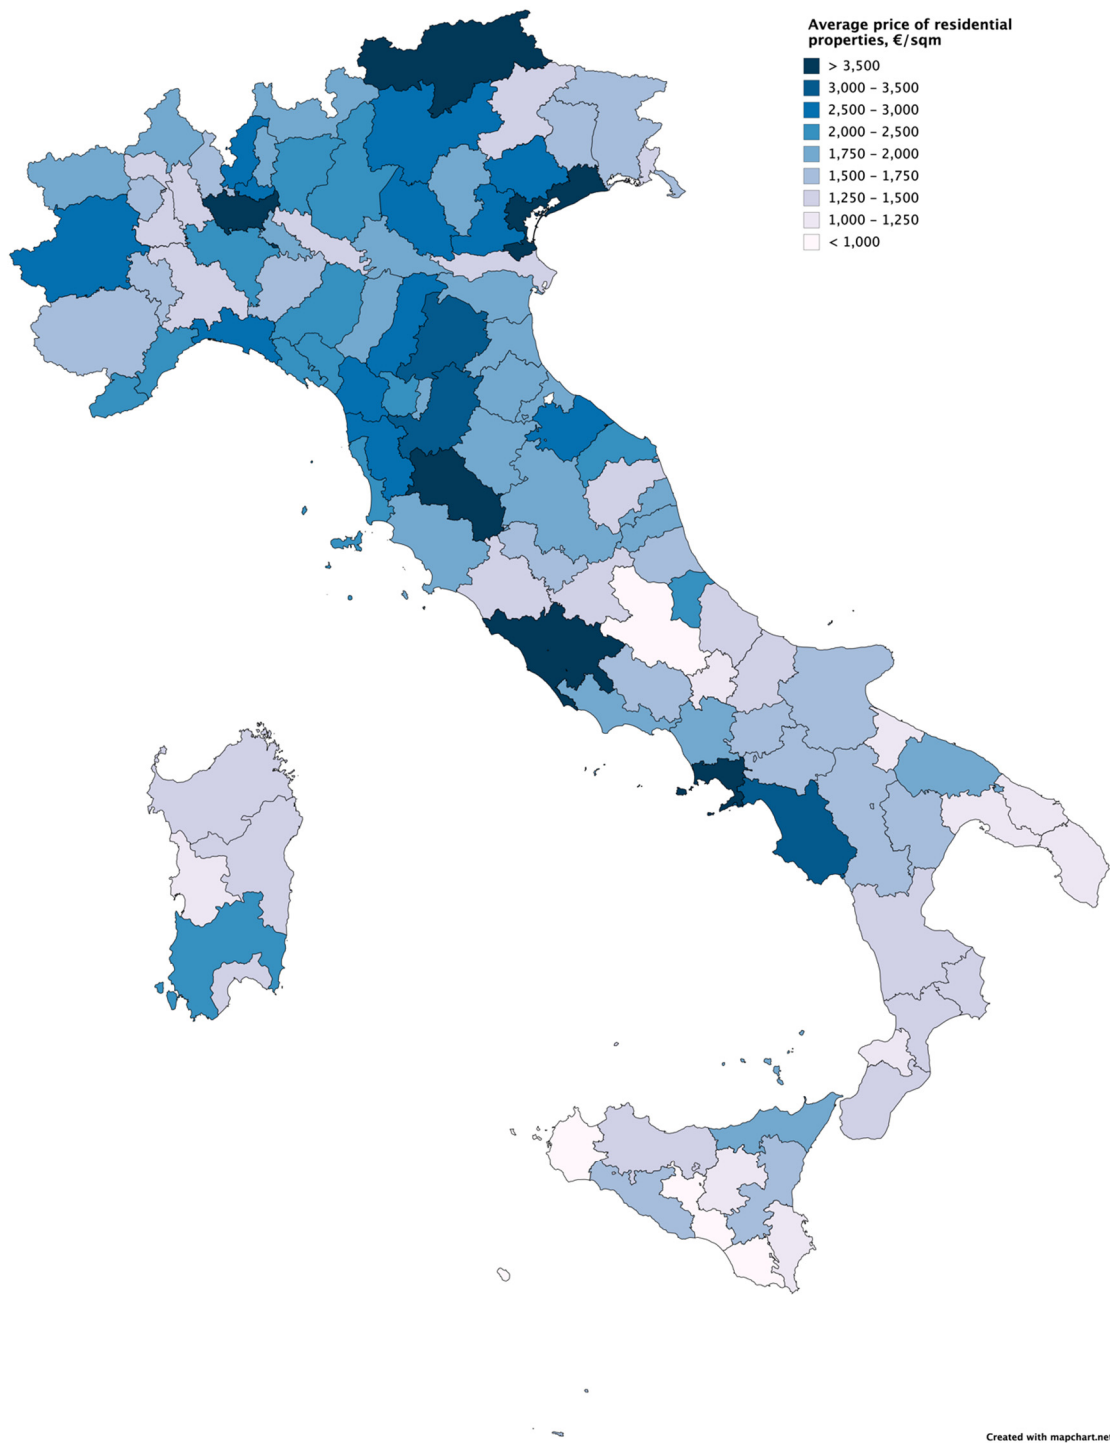 Average price of residential
properties, €/sqm
> 3,500
3,000 – 3,500
2,500 – 3,000
2,000 – 2,500
1,750 – 2,000
1,500 – 1,750
1,250 – 1,500
1,000 – 1,250
< 1,000
Created with mapchart.net